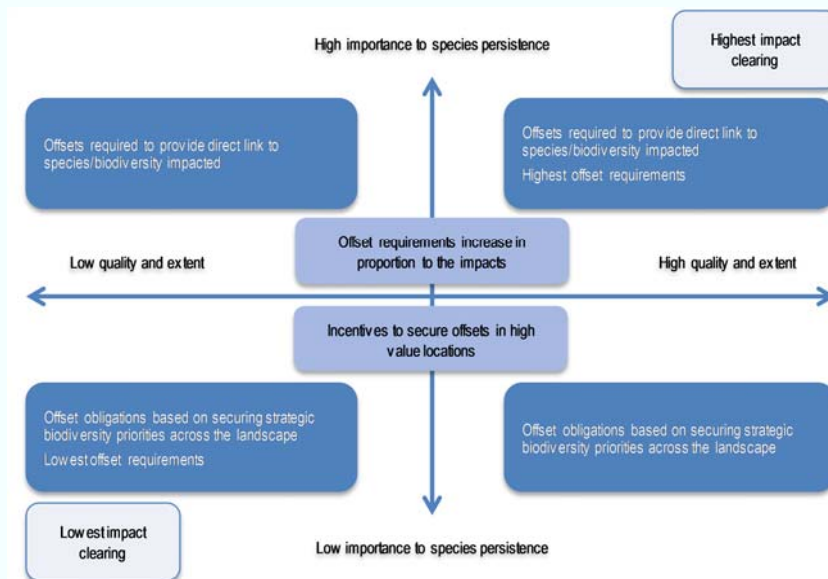 High importance to species persistence
Highest impact
clearing
Offsets required to provide direct link to
species/biodiversity impacted
Offsets required to provide direct link to
species/biodiversity impacted
Highest offset requirements
Offset requirements increase in
proportion to the impacts
Low quality and extent
High quality and extent
Incentives to secure offsets in high
value locations
Offset obligations based on securing strategic
biodiversity priorities across the landscape
Lowest offset requirements
Offset obligations based on securing strategic
biodiversity priorities across the landscape
Lowest impact
clearing
Low importance to species persistence